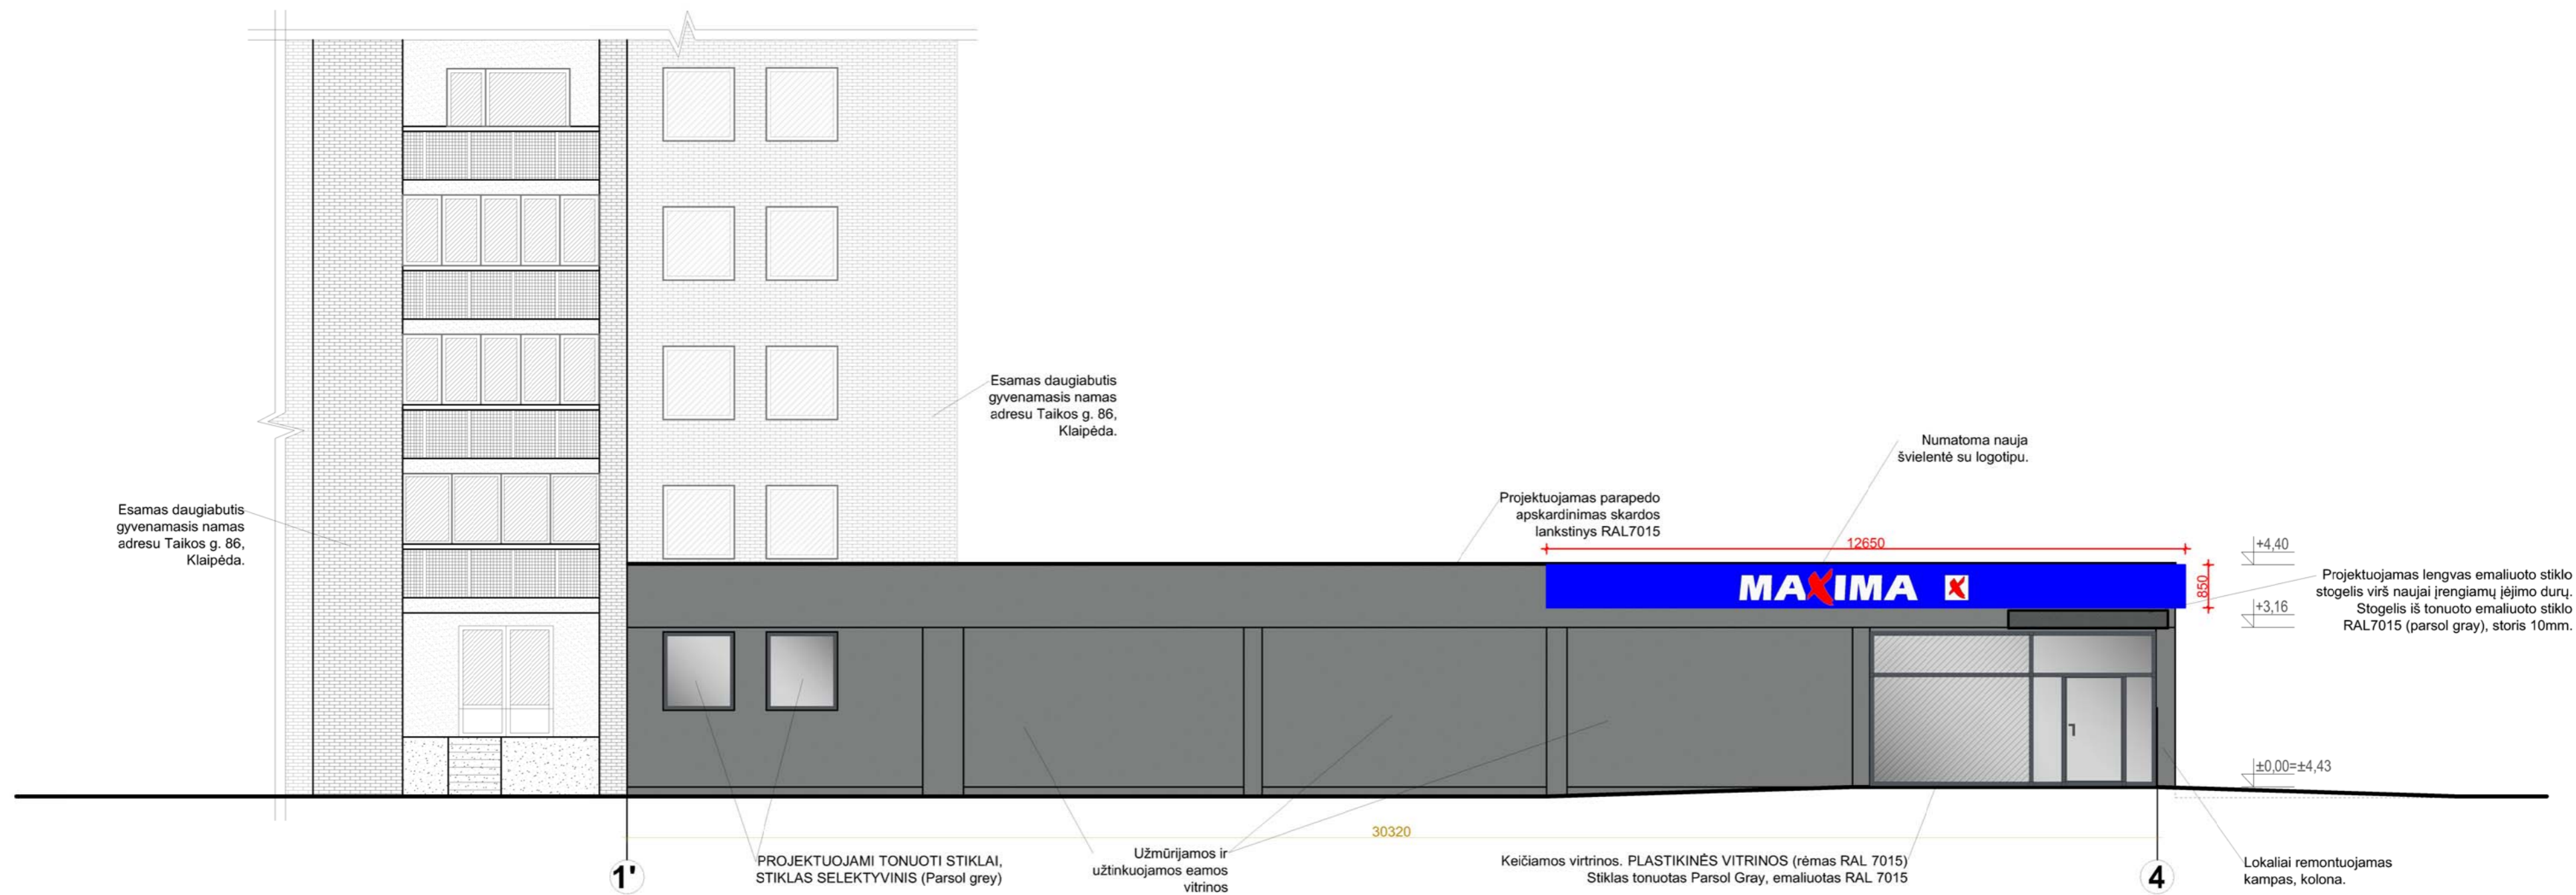 Esamas daugiabutis
gyvenamasis namas
adresu Taikos g. 86,
Klaipėda.
Numatoma nauja
švielentė su logotipu.
Projektuojamas parapedo
apskardinimas skardos
lankstinys RAL7015
Esamas daugiabutis
gyvenamasis namas
adresu Taikos g. 86,
Klaipėda.
12650
+4,40
850
MAXIMA X
Projektuojamas lengvas emaliuoto stiklo
stogelis virš naujai įrengiamų įėjimo durų.
Stogelis iš tonuoto emaliuoto stiklo
RAL7015 (parsol gray), storis 10mm.
+3,16
±0,00=±4,43
30320
PROJEKTUOJAMI TONUOTI STIKLAI,
STIKLAS SELEKTYVINIS (Parsol grey)
Užmūrijamos ir
užtinkuojamos eamos
vitrinos
Keičiamos virtrinos. PLASTIKINĖS VITRINOS (rėmas RAL 7015)
Stiklas tonuotas Parsol Gray, emaliuotas RAL 7015
Lokaliai remontuojamas
kampas, kolona.
1'
4